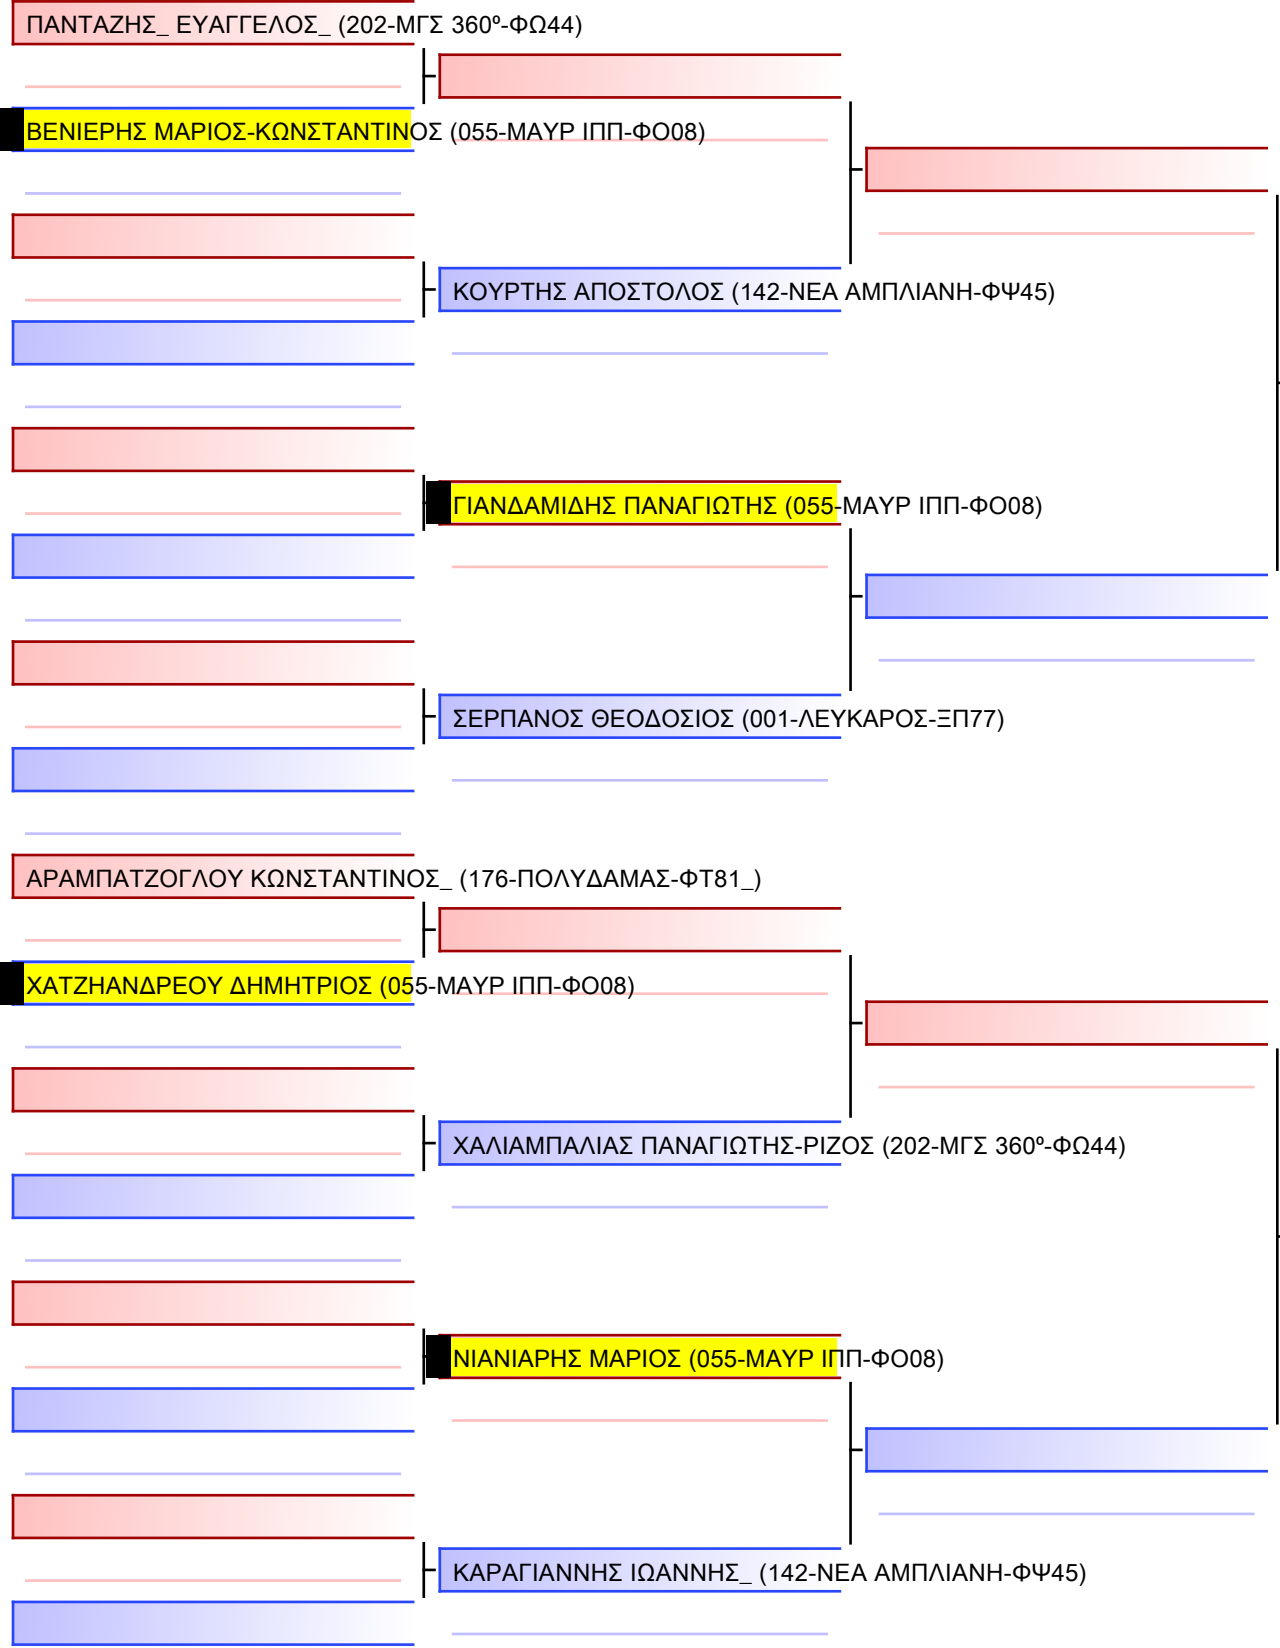 ΠΑΝΤΑΖΗΣ_ ΕΥΑΓΓΕΛΟΣ_ (202-ΜΓΣ 360º-ΦΩ44)
ΒΕΝΙΕΡΗΣ ΜΑΡΙΟΣ-ΚΩΝΣΤΑΝΤΙΝΟΣ (055-ΜΑΥΡ ΙΠΠ-ΦΟ08)
ΚΟΥΡΤΗΣ ΑΠΟΣΤΟΛΟΣ (142-ΝΕΑ ΑΜΠΛΙΑΝΗ-ΦΨ45)
ΓΙΑΝΔΑΜΙΔΗΣ ΠΑΝΑΓΙΩΤΗΣ (055-ΜΑΥΡ ΙΠΠ-ΦΟ08)
ΣΕΡΠΑΝΟΣ ΘΕΟΔΟΣΙΟΣ (001-ΛΕΥΚΑΡΟΣ-ΞΠ77)
ΑΡΑΜΠΑΤΖΟΓΛΟΥ ΚΩΝΣΤΑΝΤΙΝΟΣ_ (176-ΠΟΛΥΔΑΜΑΣ-ΦΤ81_)
ΧΑΤΖΗΑΝΔΡΕΟΥ ΔΗΜΗΤΡΙΟΣ (055-ΜΑΥΡ ΙΠΠ-ΦΟ08)
ΧΑΛΙΑΜΠΑΛΙΑΣ ΠΑΝΑΓΙΩΤΗΣ-ΡΙΖΟΣ (202-ΜΓΣ 360º-ΦΩ44)
ΝΙΑΝΙΑΡΗΣ ΜΑΡΙΟΣ (055-ΜΑΥΡ ΙΠΠ-ΦΟ08)
ΚΑΡΑΓΙΑΝΝΗΣ ΙΩΑΝΝΗΣ_ (142-ΝΕΑ ΑΜΠΛΙΑΝΗ-ΦΨ45)